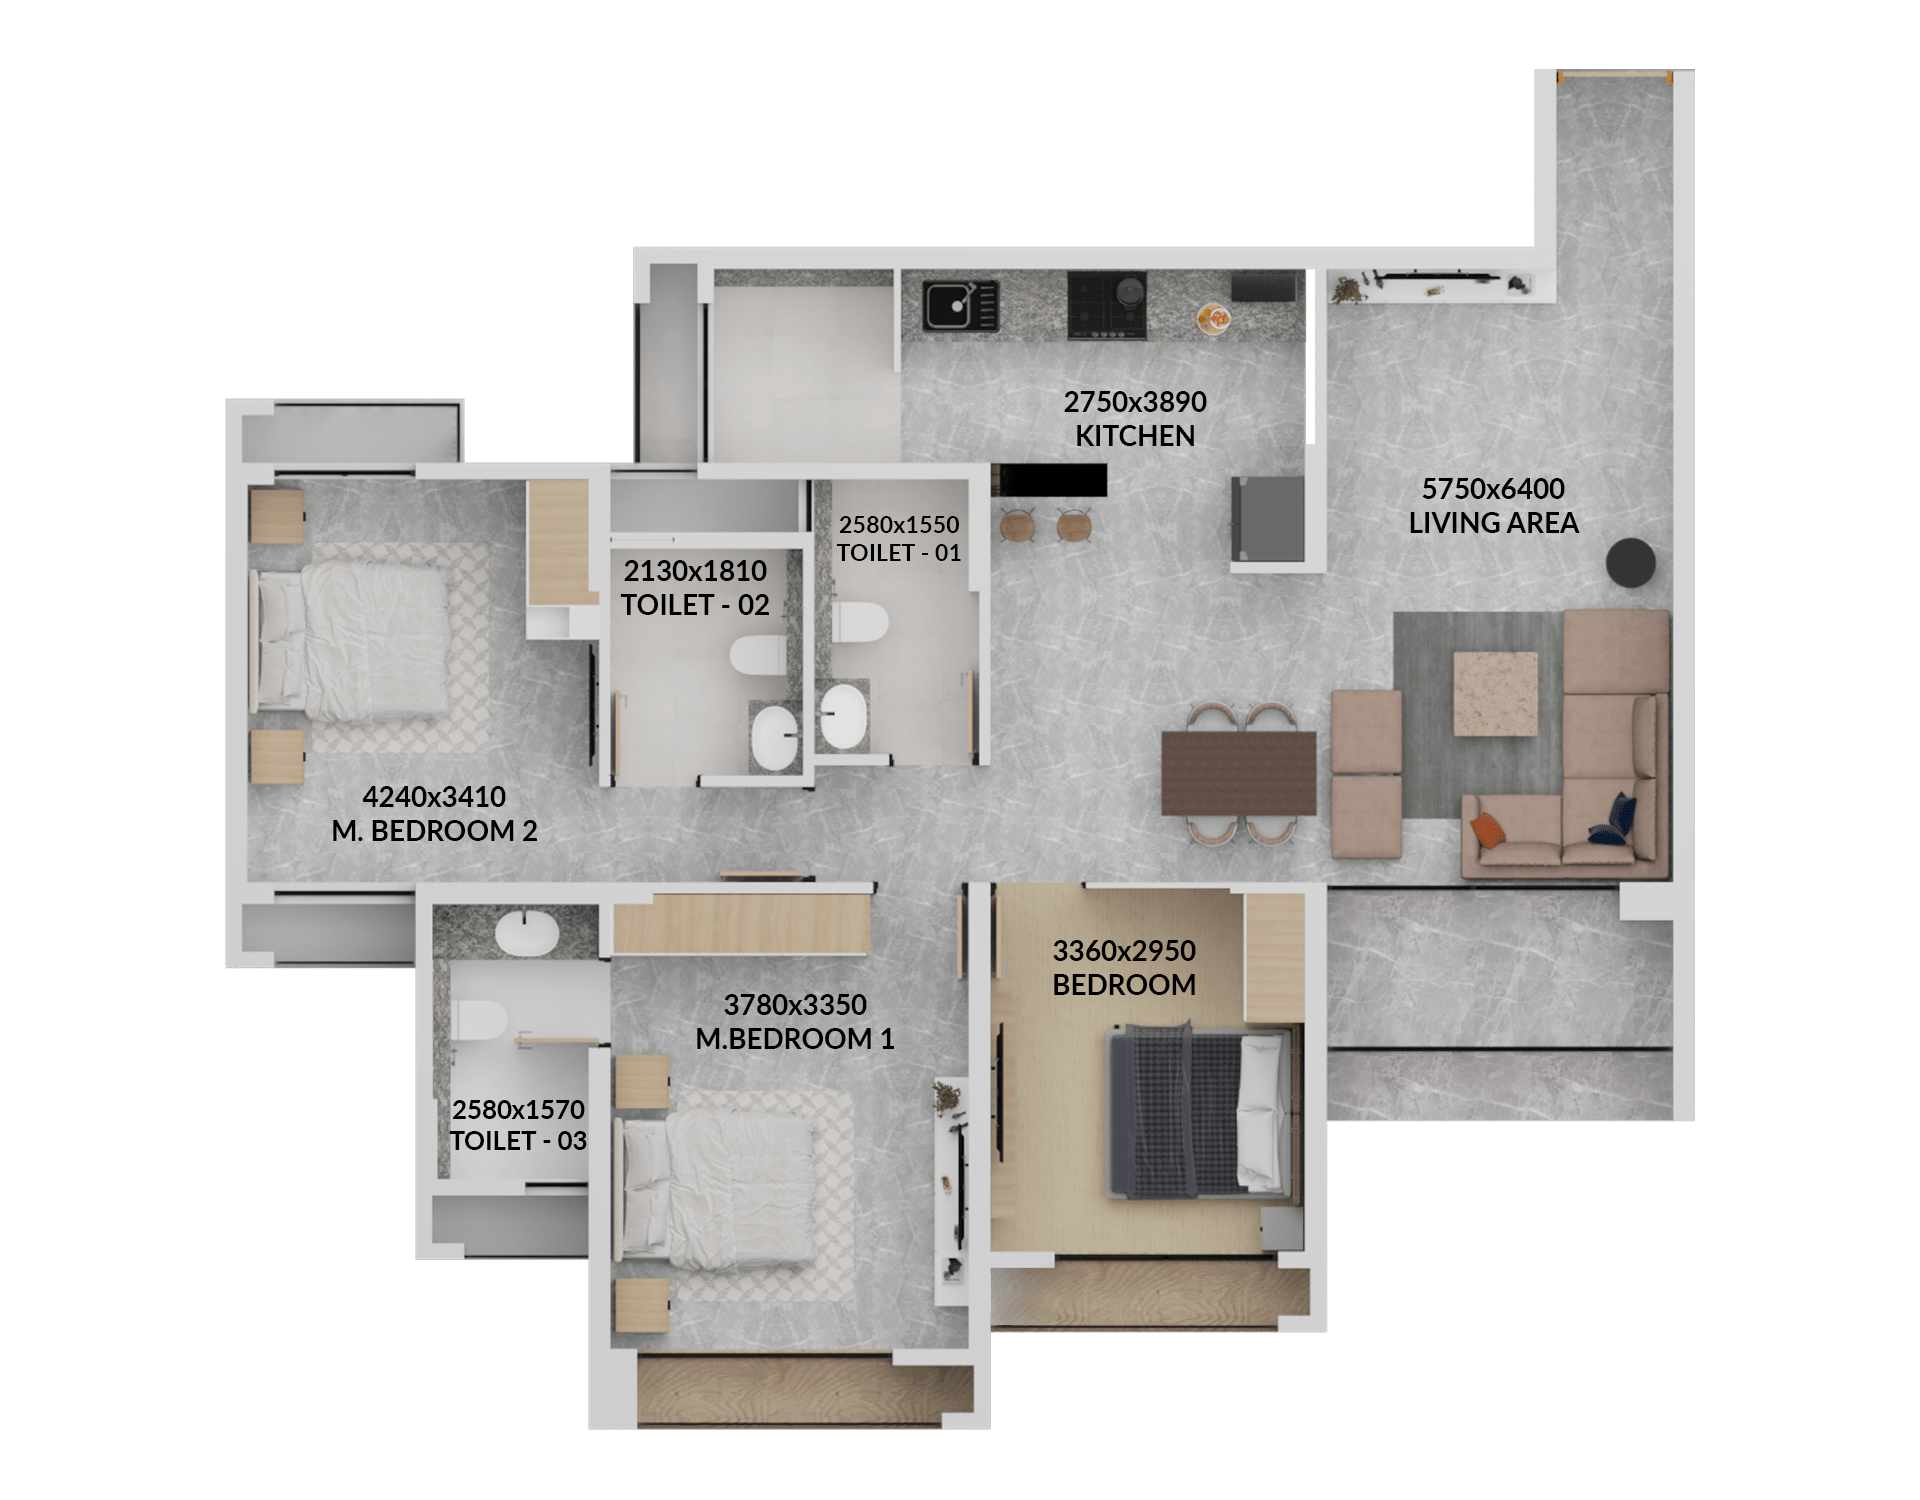 2750x3890
KITCHEN
5750x6400
LIVING AREA
2580x1550
TOILET - 01
2130x1810
TOILET - 02
4240x3410
M. BEDROOM 2
3360x2950
BEDROOM
3780x3350
M.BEDROOM 1
2580x1570
TOILET - 03